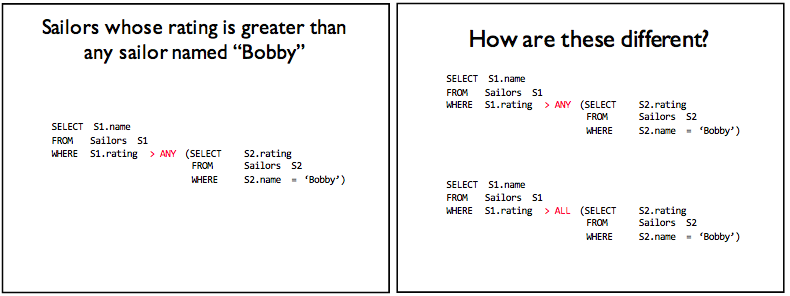 Sailors whose rating is greater than
any sailor named “Bobby”
SELECT S1.name
FROM Sailors S1
WHERE S1.rating > ANY (SELECT S2.rating
FROM Sailors S2
WHERE S2.name = ‘Bobby’)
How are these different?
SELECT S1.name
FROM Sailors S1
WHERE S1.rating > ANY (SELECT S2.rating
FROM Sailors S2
WHERE S2.name = ‘Bobby’)
SELECT S1.name
FROM Sailors S1
WHERE S1.rating > ALL (SELECT S2.rating
FROM Sailors S2
WHERE S2.name = ‘Bobby’)